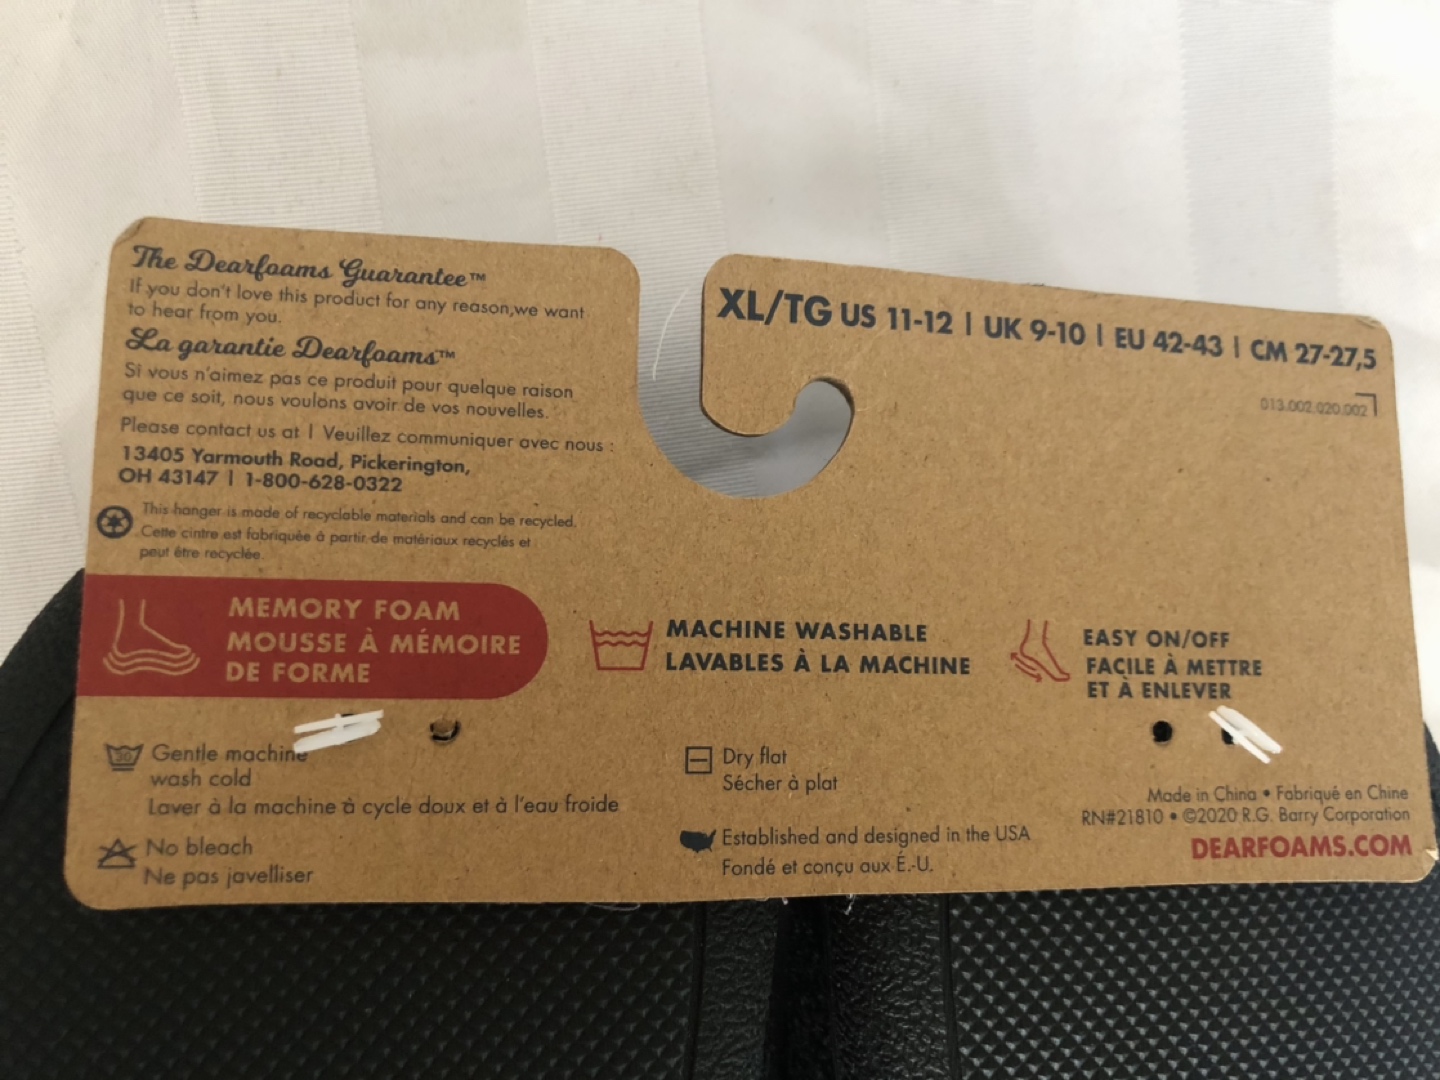 The Dearfoams Guarantee™
If you don't love this product for any reason,we want
to hear from you.
La garantie Dearfoams™
Si vous n'aimez pas ce produit pour quelque raison
que ce soit, nous voulons avoir de vos nouvelles.
Please contact us at | Veuillez communiquer avec nous :
13405 Yarmouth Road, Pickerington,
OH 43147 | 1-800-628-0322
This hanger is made of recyclable materials and can be recycled.
Cette cintre est fabriquée à partir de matériaux recyclés et
peut être recyclée.
XL/TG US 11-12 | UK 9-10 | EU 42-43 | CM 27-27,5
013.002.020.002
MEMORY FOAM
MOUSSE À MÉMOIRE
DE FORME
MACHINE WASHABLE
LAVABLES À LA MACHINE
EASY ON/OFF
FACILE À METTRE
ET À ENLEVER
30
Gentle machine
wash cold
Laver à la machine à cycle doux et à l'eau froide
No bleach
Ne pas javelliser
Dry flat
Sécher à plat
Established and designed in the USA
Fondé et conçu aux É.-U.
Made in China • Fabriqué en Chine
RN#21810 • ©2020 R.G. Barry Corporation
DEARFOAMS.COM